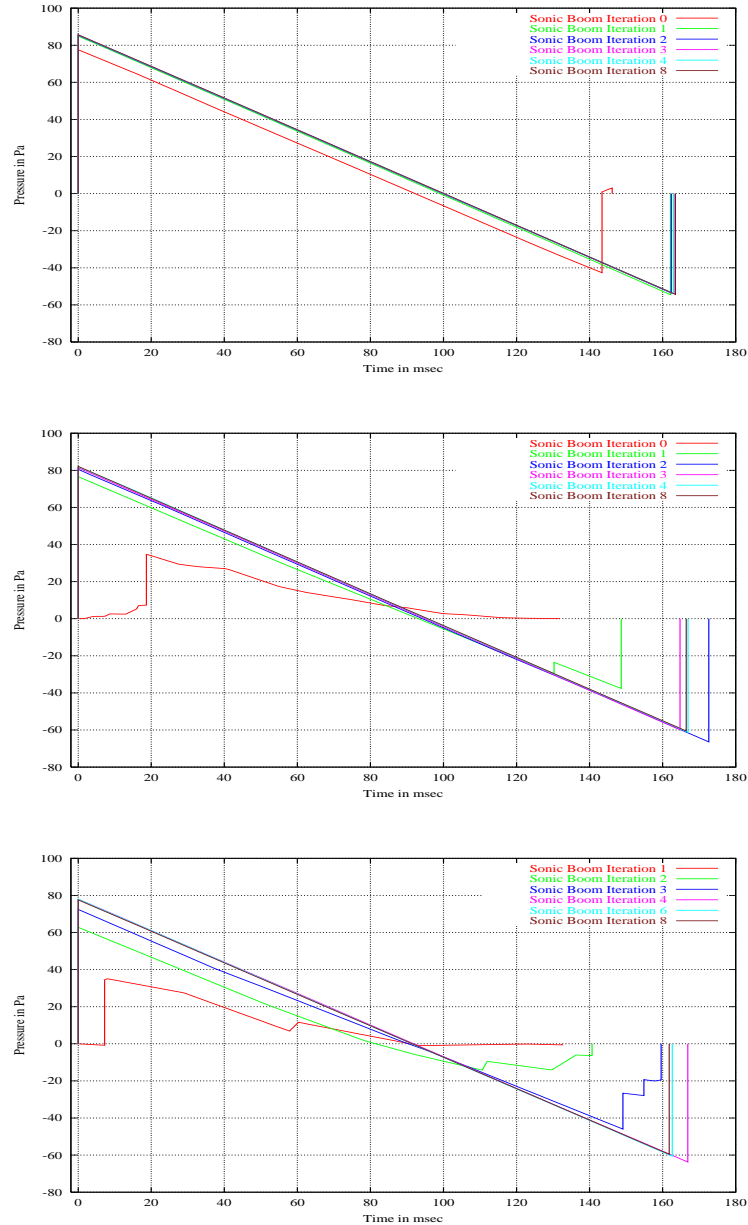 100
80
60
40
20
0
-20
-40
-60
-80
Pressure in Pa
Sonic Boom Iteration 0
Sonic Boom Iteration 1
Sonic Boom Iteration 2
Sonic Boom Iteration 3
Sonic Boom Iteration 4
Sonic Boom Iteration 8
0 20 40 60 80 100 120 140 160 180
Time in msec
100
80
60
40
20
0
-20
-40
-60
-80
Pressure in Pa
Sonic Boom Iteration 0
Sonic Boom Iteration 1
Sonic Boom Iteration 2
Sonic Boom Iteration 3
Sonic Boom Iteration 4
Sonic Boom Iteration 8
0 20 40 60 80 100 120 140 160 180
Time in msec
100
80
60
40
20
0
-20
-40
-60
-80
Pressure in Pa
Sonic Boom Iteration 1
Sonic Boom Iteration 2
Sonic Boom Iteration 3
Sonic Boom Iteration 4
Sonic Boom Iteration 6
Sonic Boom Iteration 8
0 20 40 60 80 100 120 140 160 180
Time in msec